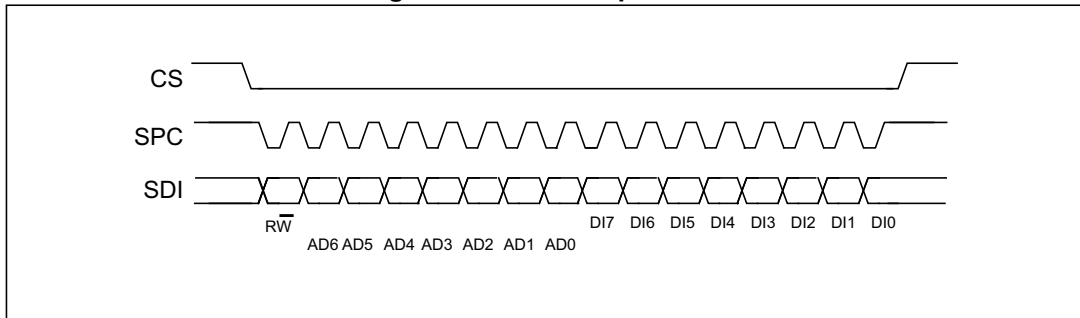 CS
SPC
SDI
RW DI7 DI6 DI5 DI4 DI3 DI2 DI1 DI0
AD6 AD5 AD4 AD3 AD2 AD1 AD0